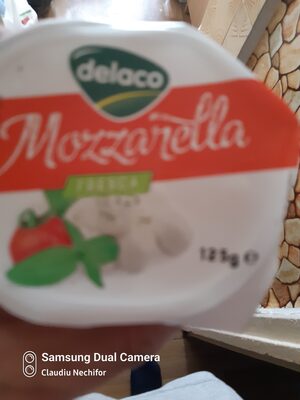 delaco
Mozzarella
FRESCA
125g e
Samsung Dual Camera
Claudiu Nechifor